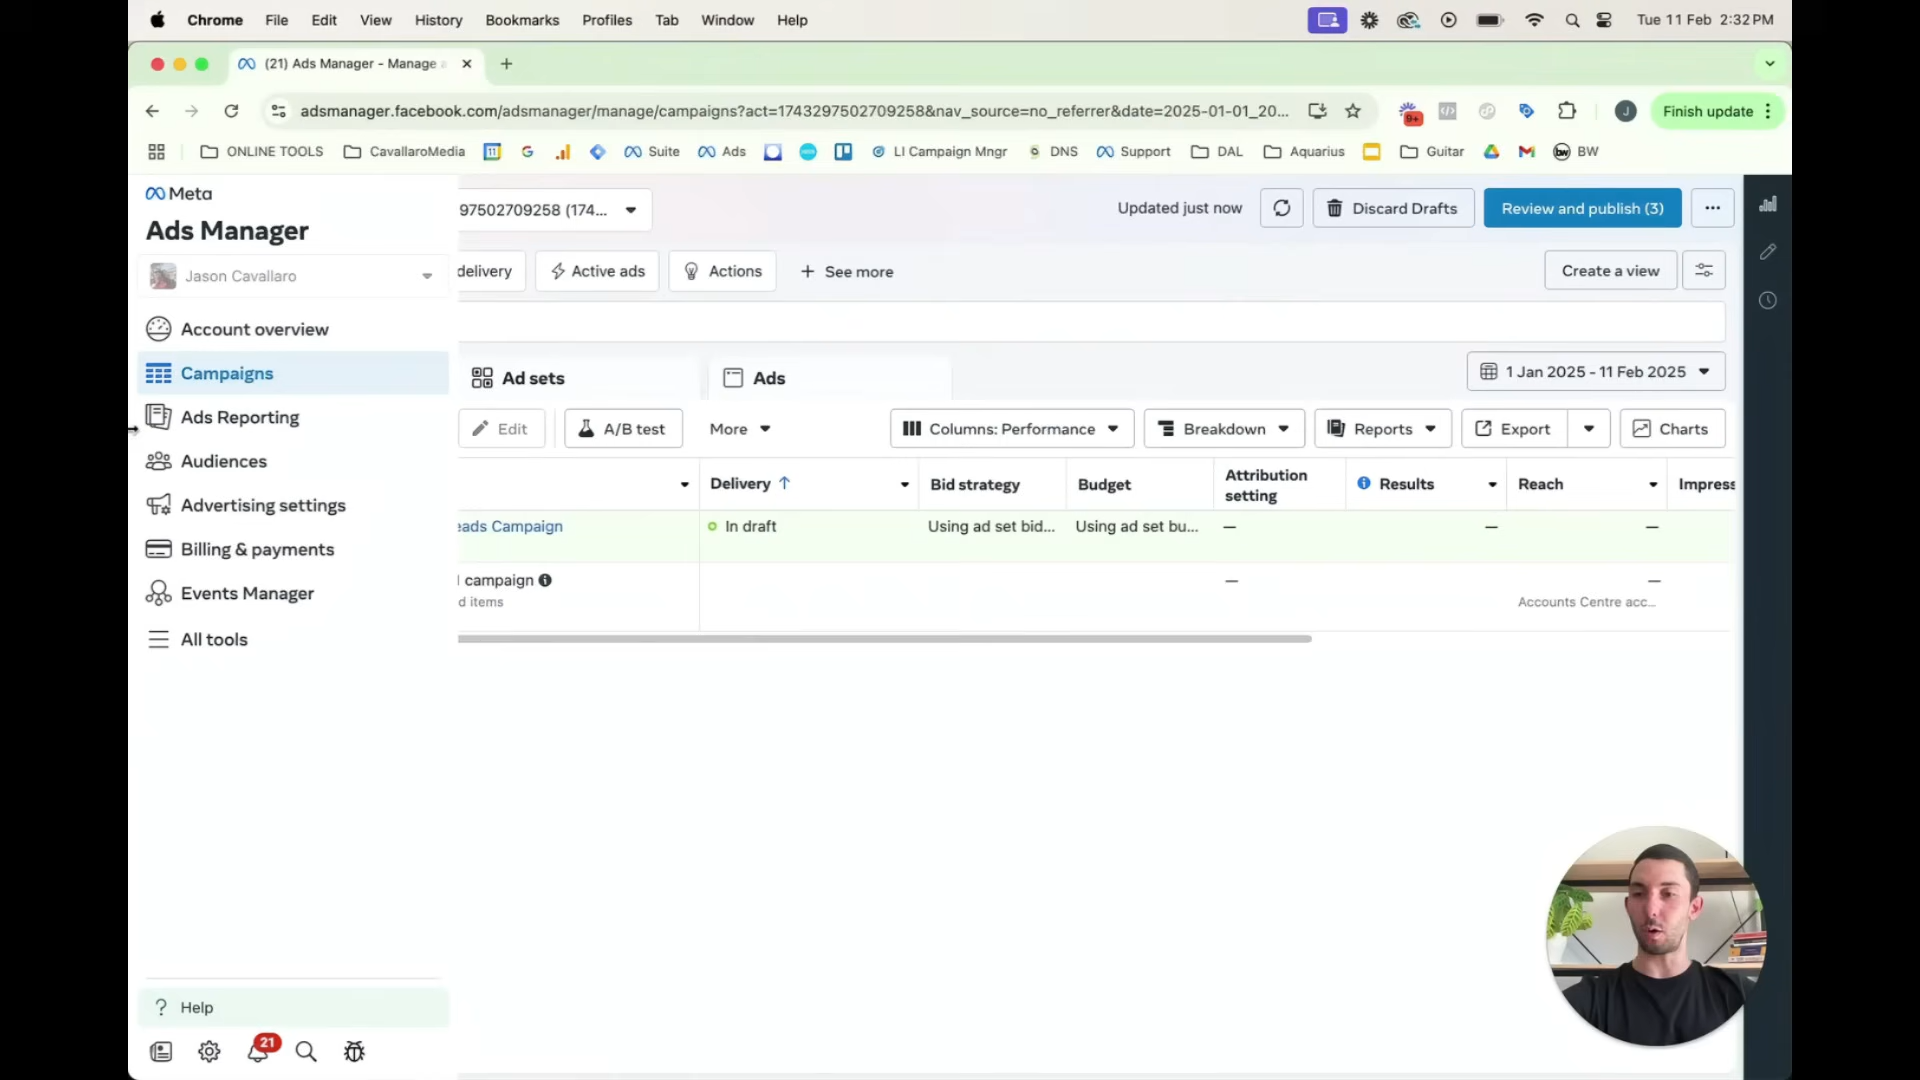 Chrome File Edit View History Bookmarks Profiles Tab Window Help Tue 11 Feb 2:32 PM
(21) Ads Manager - Manage
adsmanager.facebook.com/adsmanager/manage/campaigns?act=1743297502709258&nav_source=no_referrer&date=2025-01-01_20... 9+ J Finish update
ONLINE TOOLS CavallaroMedia Suite Ads LI Campaign Mngr DNS Support DAL Aquarius Guitar BW
Meta
Ads Manager
97502709258 (174... Updated just now Discard Drafts Review and publish (3)
Jason Cavallaro
delivery Active ads Actions + See more Create a view
Account overview
Campaigns
Ads Reporting
Audiences
Advertising settings
Billing & payments
Events Manager
All tools
Ad sets Ads 1 Jan 2025 - 11 Feb 2025
Edit A/B test More Columns: Performance Breakdown Reports Export Charts
Delivery ↑ Bid strategy Budget Attribution setting Results Reach Impress
eads Campaign In draft Using ad set bid... Using ad set bu... — — —
campaign — —
d items Accounts Centre acc...
? Help
21